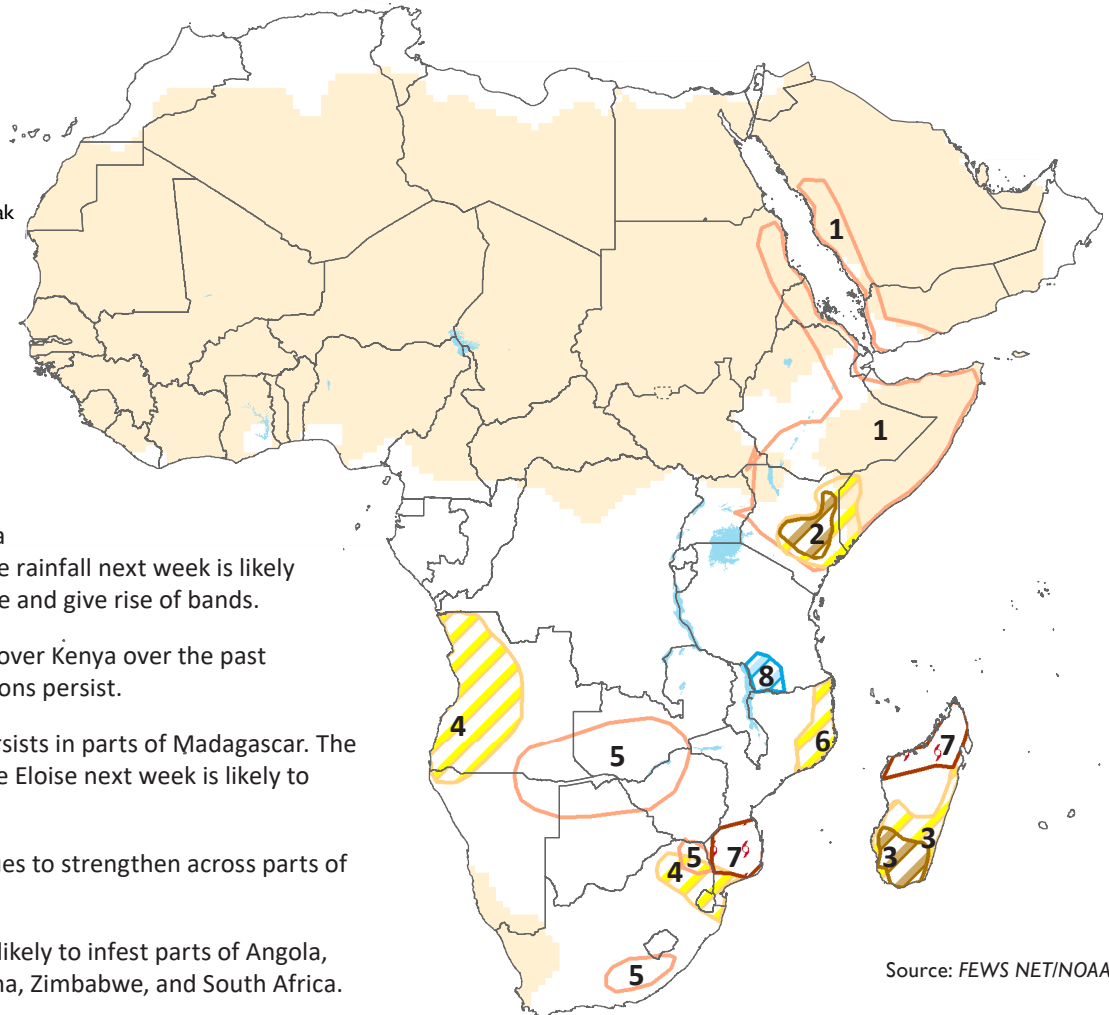 ak
a
e rainfall next week is likely
e and give rise of bands.
over Kenya over the past
ons persist.
rsists in parts of Madagascar. The
e Eloise next week is likely to
ues to strengthen across parts of
likely to infest parts of Angola,
na, Zimbabwe, and South Africa.
1
1
2
8
4
5
6
7
3
3
5
7
4
5
Source: FEWS NET/NOAA